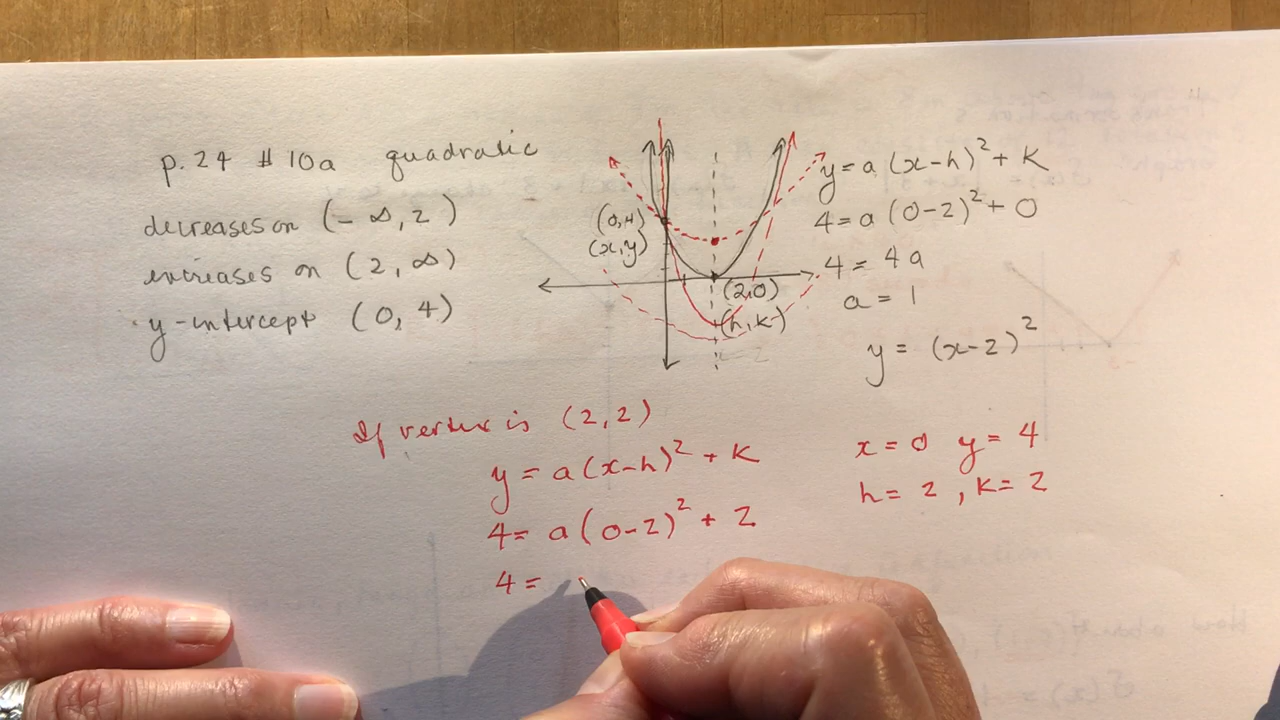 p. 24 # 10a quadratic
decreases on (-∞, 2)
increases on (2, ∞)
y-intercept (0, 4)
(0, 4)
(x, y)
(2, 0)
(h, k)
y = a (x-h)² + k
4 = a (0-2)² + 0
4 = 4a
a = 1
y = (x-2)²
If vertex is (2, 2)
y = a(x-h)² + k
4 = a(0-2)² + 2
4 =
x = 0 y = 4
h = 2, k = 2
How about